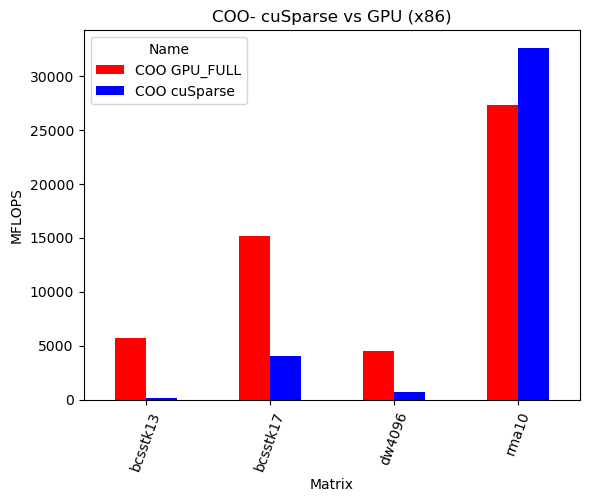 COO- cuSparse vs GPU (x86)
Name
COO GPU_FULL
COO cuSparse
MFLOPS
30000
25000
20000
15000
10000
5000
0
bcsstk13
bcsstk17
dw4096
rma10
Matrix